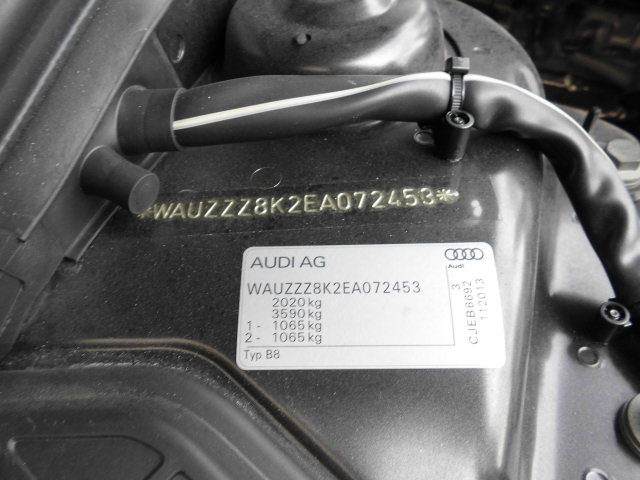 *WAUZZZ8K2EA072453*
AUDI AG
Audi
WAUZZZ8K2EA072453
2020 kg
3590 kg
1 - 1065 kg
2 - 1065 kg
Typ B8
3
CJEB6692
112013